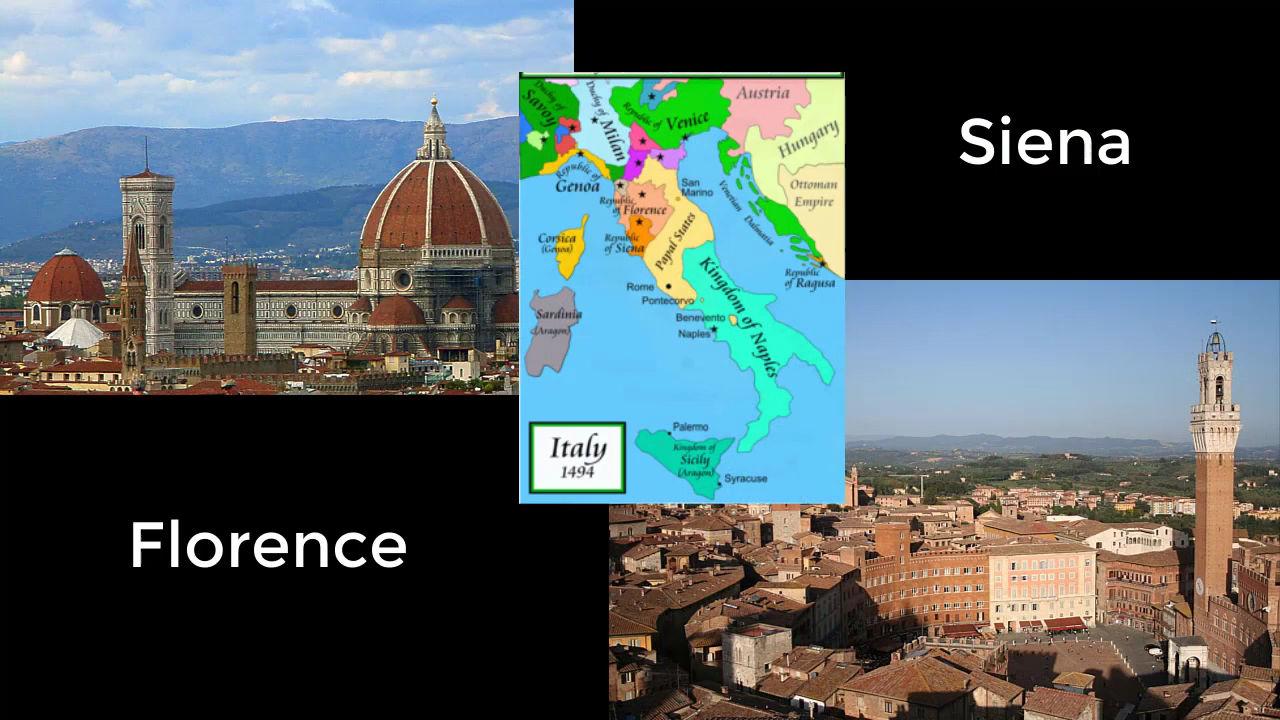 Siena
Florence
Duchy of
Savoy
Duchy of
Milan
Republic of Venice
Austria
Hungary
Ottoman
Empire
Republic of
Genoa
San
Marino
Republic
of Florence
Venetian
Dalmatia
Corsica
(Genoa)
Republic
of Siena
Papal States
Republic
of Ragusa
Rome
Pontecorvo
Kingdom of Naples
Sardinia
(Aragon)
Benevento
Naples
Italy
1494
Palermo
Kingdom of
Sicily
(Aragon)
Syracuse